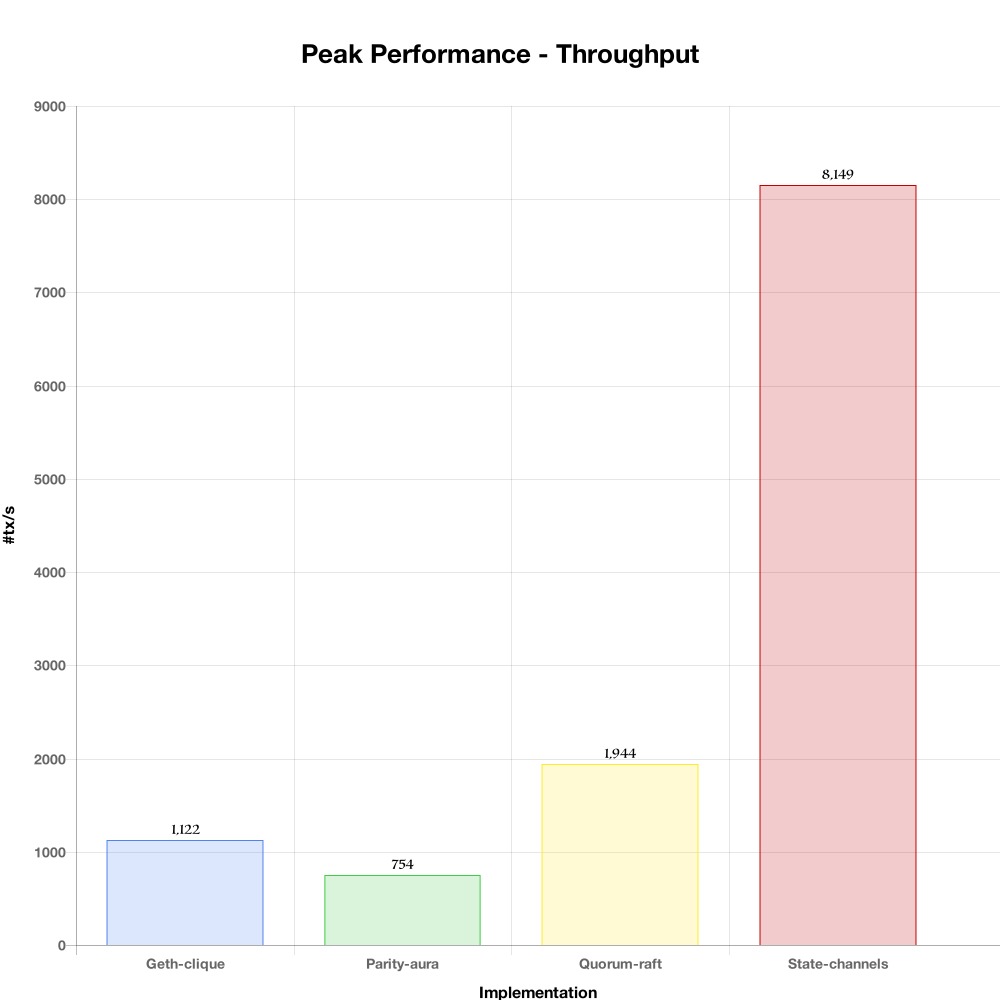 Peak Performance - Throughput
9000
8000
7000
6000
5000
4000
3000
2000
1000
0
#tx/s
1,122
754
1,944
8,149
Geth-clique
Parity-aura
Quorum-raft
State-channels
Implementation